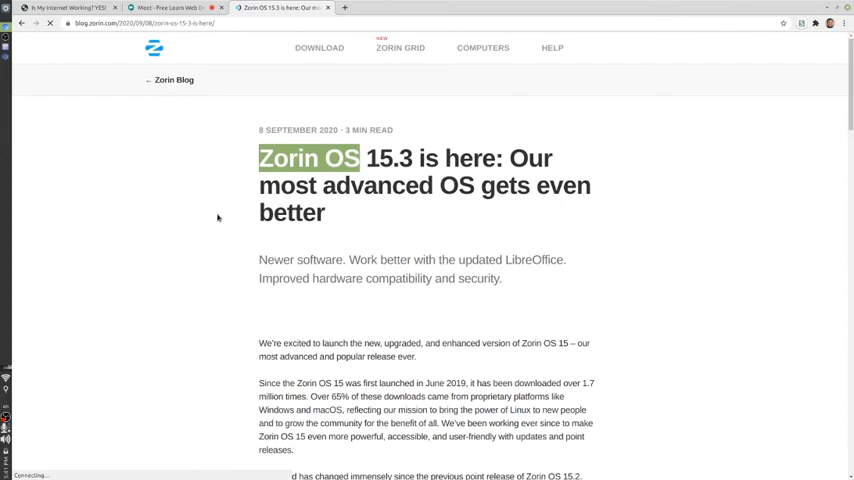 Is My Internet Working? YES!
Meet - Free Learn Web De
Zorin OS 15.3 is here: Our mo
blog.zorin.com/2020/09/08/zorin-os-15-3-is-here/
DOWNLOAD
NEW
ZORIN GRID
COMPUTERS
HELP
← Zorin Blog
8 SEPTEMBER 2020 · 3 MIN READ
Zorin OS 15.3 is here: Our
most advanced OS gets even
better
Newer software. Work better with the updated LibreOffice.
Improved hardware compatibility and security.
We're excited to launch the new, upgraded, and enhanced version of Zorin OS 15 – our
most advanced and popular release ever.
Since the Zorin OS 15 was first launched in June 2019, it has been downloaded over 1.7
million times. Over 65% of these downloads came from proprietary platforms like
Windows and macOS, reflecting our mission to bring the power of Linux to new people
and to grow the community for the benefit of all. We've been working ever since to make
Zorin OS 15 even more powerful, accessible, and user-friendly with updates and point
releases.
d has changed immensely since the previous point release of Zorin OS 15.2.
Connecting...
5:41 PM